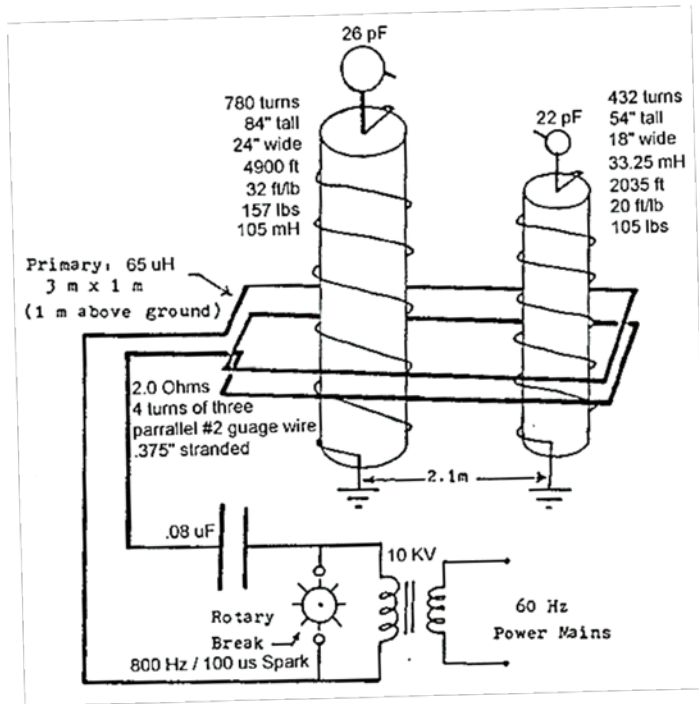 26 pF
780 turns
84" tall
24" wide
4900 ft
32 ft/lb
157 lbs
105 mH
22 pF
432 turns
54" tall
18" wide
33.25 mH
2035 ft
20 ft/lb
105 lbs
Primary: 65 uH
3 m x 1 m
(1 m above ground)
2.0 Ohms
4 turns of three
parrallel #2 guage wire
.375" stranded
2.1m
.08 uF
10 KV
Rotary
Break
800 Hz / 100 us Spark
60 Hz
Power Mains